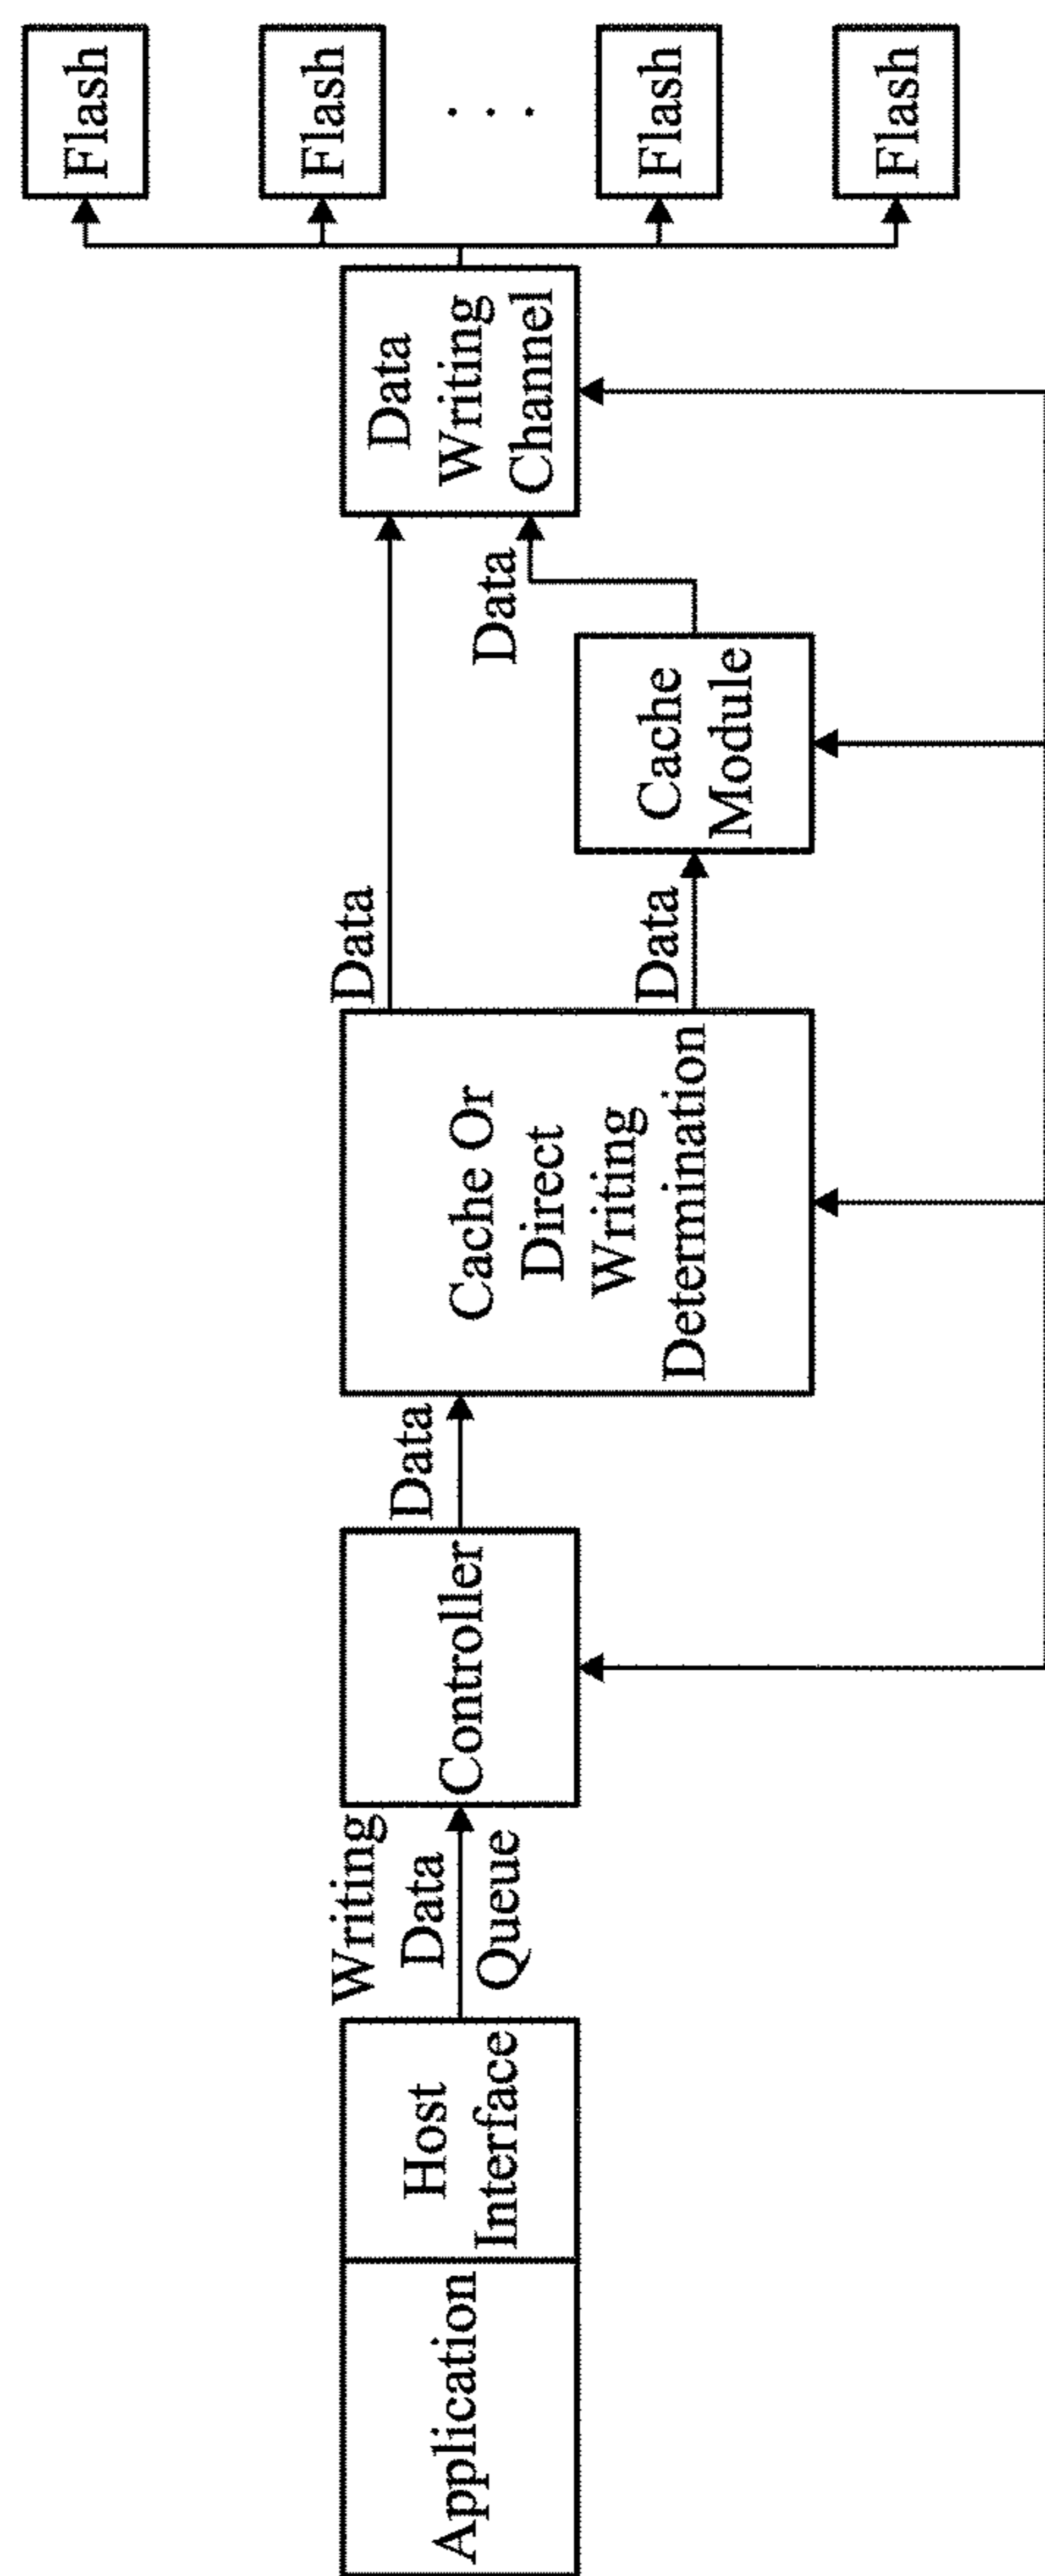 Application
Host
Interface
Writing
Data
Queue
Controller
Data
Cache Or
Direct
Writing
Determination
Data
Data
Cache
Module
Data
Data
Writing
Channel
Flash
Flash
. . .
Flash
Flash